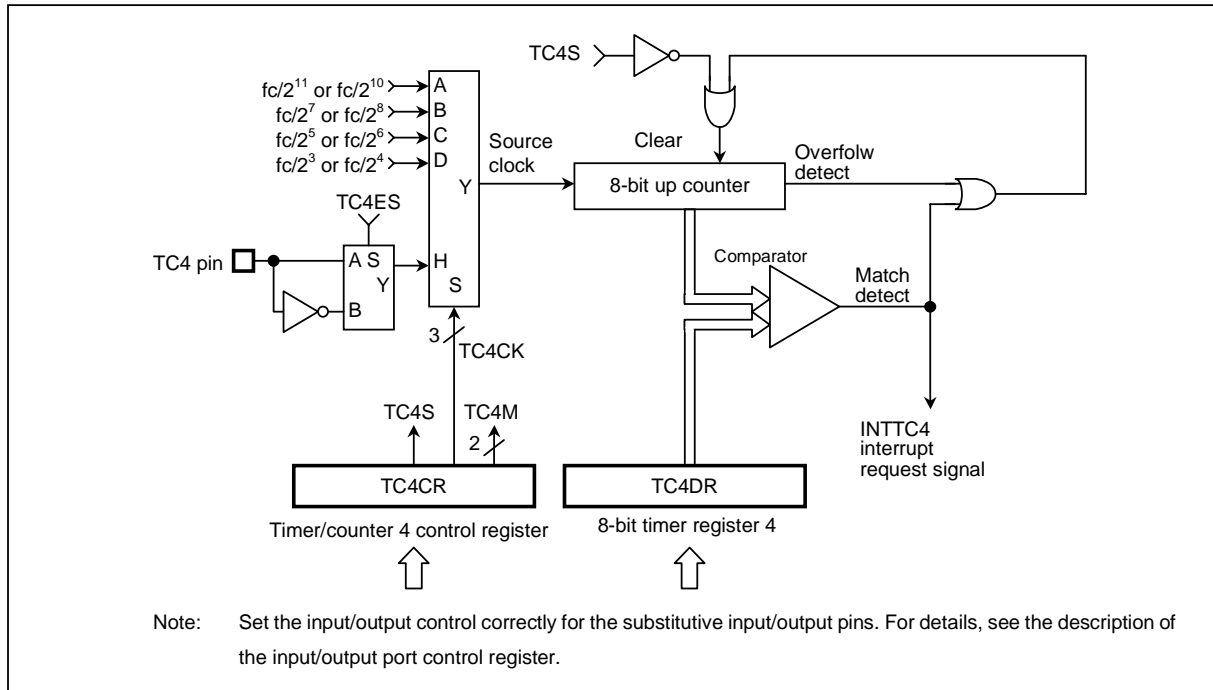 TC4S
fc/2¹¹ or fc/2¹⁰
A
fc/2⁷ or fc/2⁸
B
fc/2⁵ or fc/2⁶
C
fc/2³ or fc/2⁴
D
Y
Source
clock
Clear
8-bit up counter
Overfolw
detect
TC4ES
TC4 pin
A S
Y
B
H
S
Comparator
Match
detect
3
TC4CK
TC4S
TC4M
2
INTTC4
interrupt
request signal
TC4CR
TC4DR
Timer/counter 4 control register
8-bit timer register 4
Note: Set the input/output control correctly for the substitutive input/output pins. For details, see the description of
the input/output port control register.